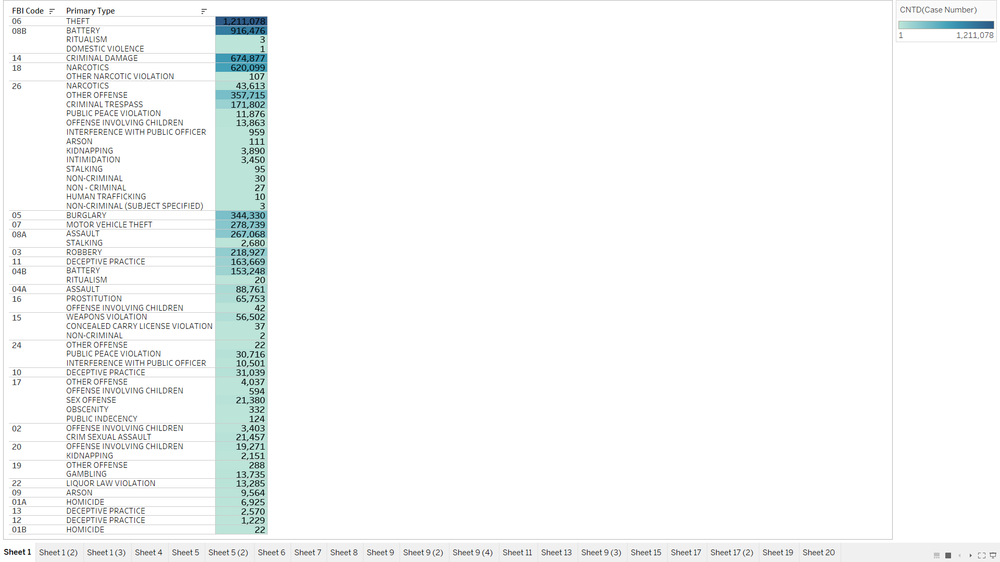 FBI Code Primary Type
06 THEFT 1,211,078
08B BATTERY 916,476
RITUALISM 3
DOMESTIC VIOLENCE 1
14 CRIMINAL DAMAGE 674,877
18 NARCOTICS 620,099
OTHER NARCOTIC VIOLATION 107
26 NARCOTICS 43,613
OTHER OFFENSE 357,715
CRIMINAL TRESPASS 171,802
PUBLIC PEACE VIOLATION 11,876
OFFENSE INVOLVING CHILDREN 13,863
INTERFERENCE WITH PUBLIC OFFICER 959
ARSON 111
KIDNAPPING 3,890
INTIMIDATION 3,450
STALKING 95
NON-CRIMINAL 30
NON - CRIMINAL 27
HUMAN TRAFFICKING 10
NON-CRIMINAL (SUBJECT SPECIFIED) 3
05 BURGLARY 344,330
07 MOTOR VEHICLE THEFT 278,739
08A ASSAULT 267,068
STALKING 2,680
03 ROBBERY 218,927
11 DECEPTIVE PRACTICE 163,669
04B BATTERY 153,248
RITUALISM 20
04A ASSAULT 88,761
16 PROSTITUTION 65,753
OFFENSE INVOLVING CHILDREN 42
15 WEAPONS VIOLATION 56,502
CONCEALED CARRY LICENSE VIOLATION 37
NON-CRIMINAL 2
24 OTHER OFFENSE 22
PUBLIC PEACE VIOLATION 30,716
INTERFERENCE WITH PUBLIC OFFICER 10,501
10 DECEPTIVE PRACTICE 31,039
17 OTHER OFFENSE 4,037
OFFENSE INVOLVING CHILDREN 594
SEX OFFENSE 21,380
OBSCENITY 332
PUBLIC INDECENCY 124
02 OFFENSE INVOLVING CHILDREN 3,403
CRIM SEXUAL ASSAULT 21,457
20 OFFENSE INVOLVING CHILDREN 19,271
KIDNAPPING 2,151
19 OTHER OFFENSE 288
GAMBLING 13,735
22 LIQUOR LAW VIOLATION 13,285
09 ARSON 9,564
01A HOMICIDE 6,925
13 DECEPTIVE PRACTICE 2,570
12 DECEPTIVE PRACTICE 1,229
01B HOMICIDE 22
CNTD(Case Number)
1 1,211,078
Sheet 1 Sheet 1 (2) Sheet 1 (3) Sheet 4 Sheet 5 Sheet 5 (2) Sheet 6 Sheet 7 Sheet 8 Sheet 9 Sheet 9 (2) Sheet 9 (4) Sheet 11 Sheet 13 Sheet 9 (3) Sheet 15 Sheet 17 Sheet 17 (2) Sheet 19 Sheet 20